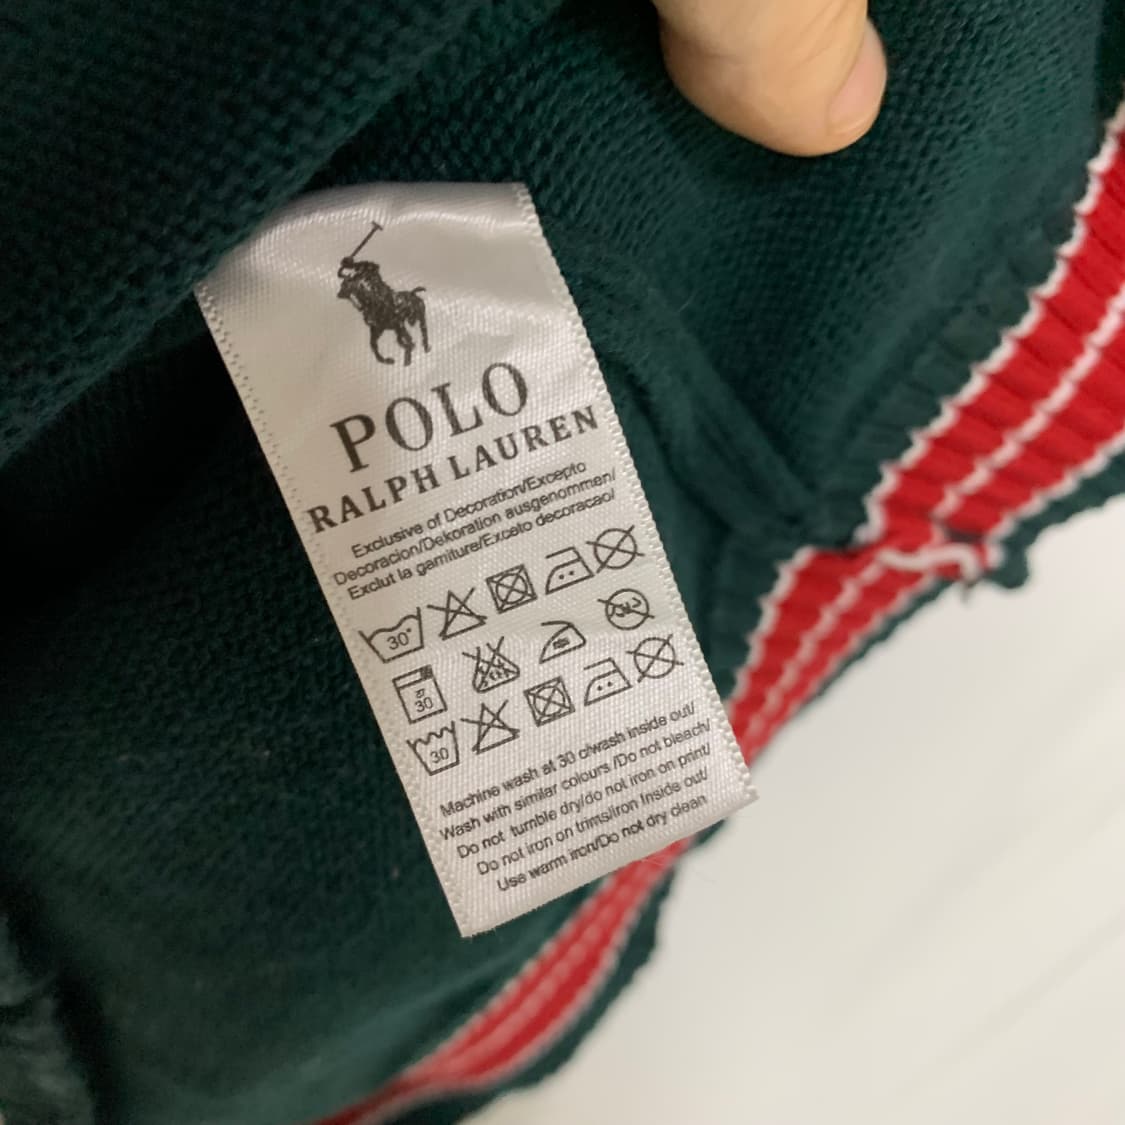 POLO
RALPH LAUREN
Exclusive of Decoration/Excepto
Decoracion/Dekoration ausgenommen/
Exclut la garniture/Exceto decoracao/
30°
30
30
Machine wash at 30 c/wash inside out/
Wash with similar colours /Do not bleach/
Do not tumble dry/do not iron on print/
Do not iron on trims/iron Inside out/
Use warm iron/Do not dry clean